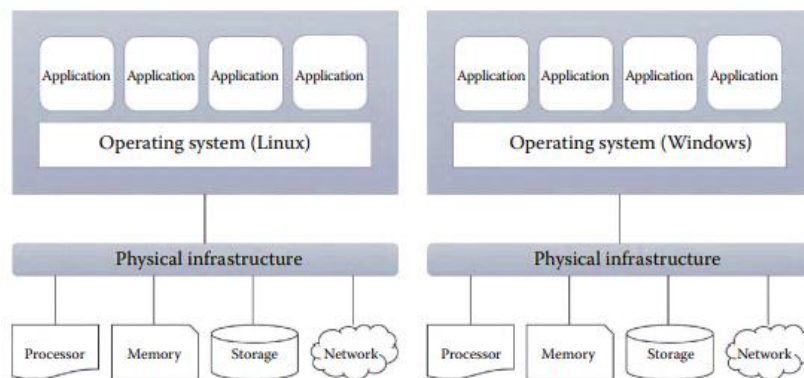 Application Application Application Application
Operating system (Linux)
Physical infrastructure
Processor Memory Storage Network
Application Application Application Application
Operating system (Windows)
Physical infrastructure
Processor Memory Storage Network